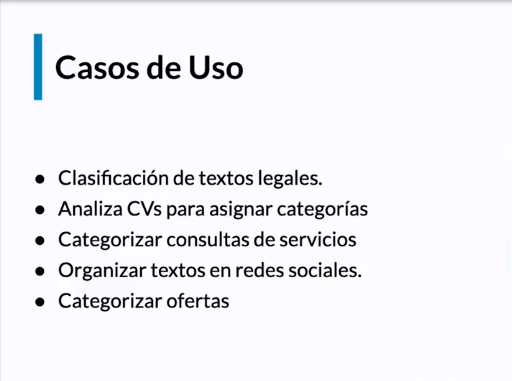 Casos de Uso
● Clasificación de textos legales.
● Analiza CVs para asignar categorías
● Categorizar consultas de servicios
● Organizar textos en redes sociales.
● Categorizar ofertas